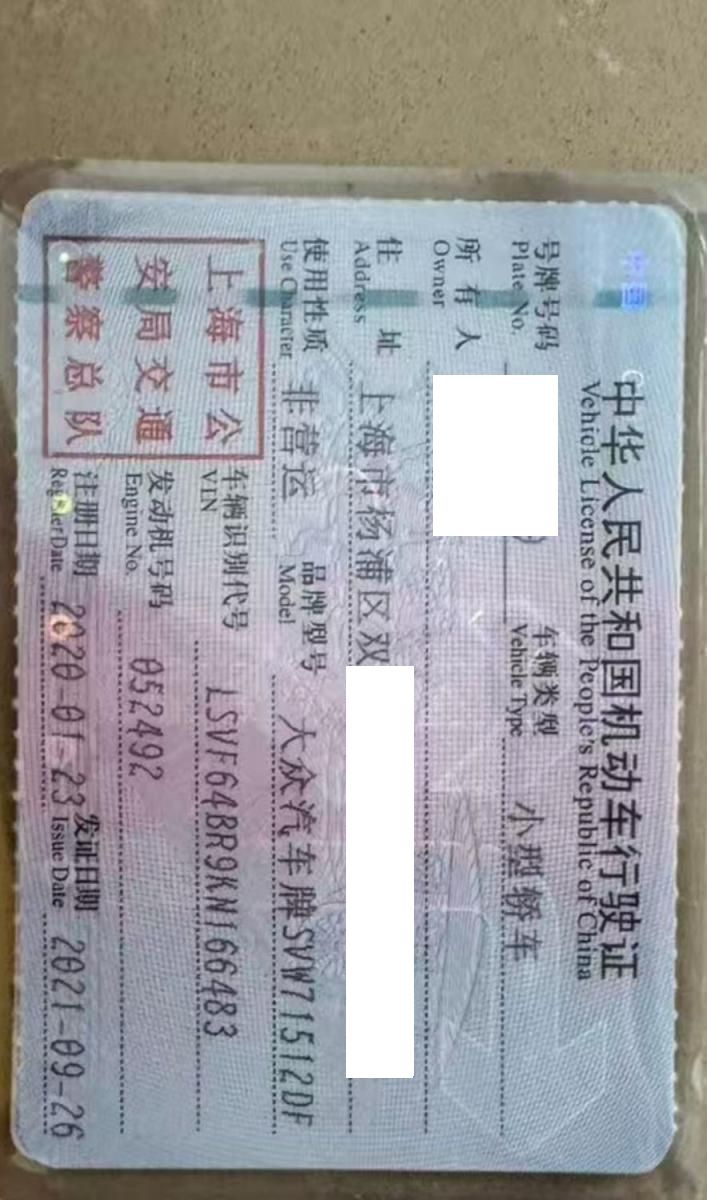 中华人民共和国机动车行驶证
Vehicle License of the People's Republic of China
号牌号码
Plate No.
车辆类型
Vehicle Type
小型轿车
所有人
Owner
住址
Address
上海市杨浦区双
使用性质
Use Character
非营运
品牌型号
Model
大众汽车牌SVW71512DF
上海市公
安局交通
警察总队
车辆识别代号
VIN
LSVF64BR9KN166483
发动机号码
Engine No.
052492
注册日期
Register Date
2020-01-23
发证日期
Issue Date
2021-09-26